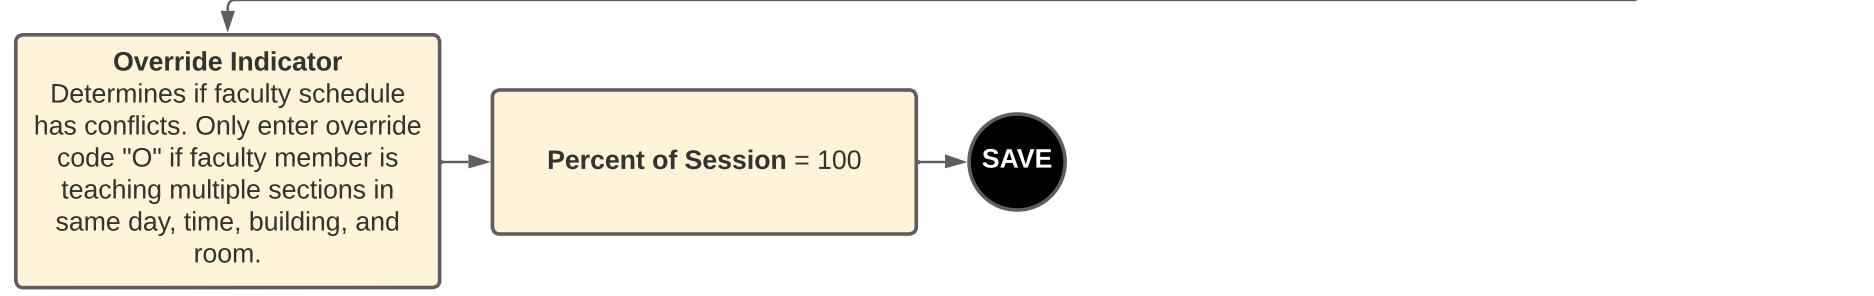 Override Indicator
Determines if faculty schedule
has conflicts. Only enter override
code "O" if faculty member is
teaching multiple sections in
same day, time, building, and
room.
Percent of Session = 100
SAVE